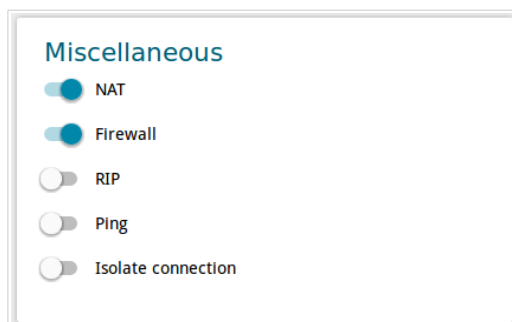 Miscellaneous
NAT
Firewall
RIP
Ping
Isolate connection